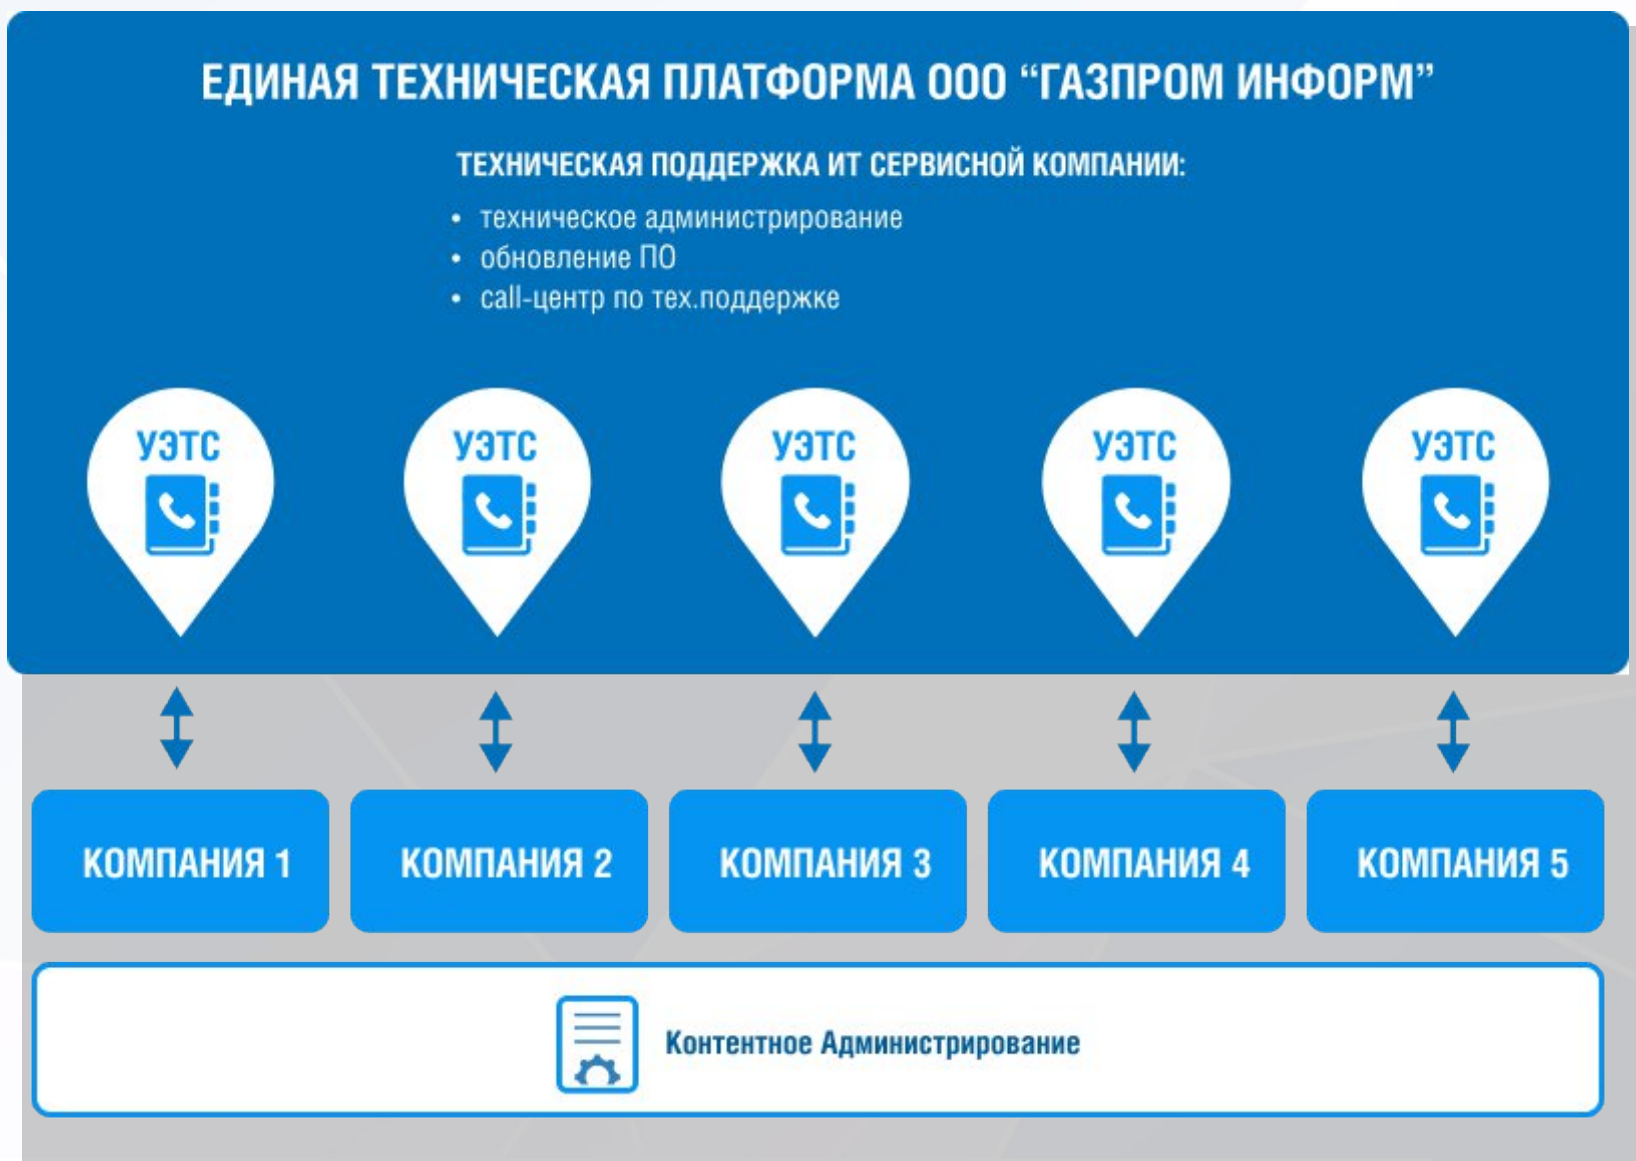 ЕДИНАЯ ТЕХНИЧЕСКАЯ ПЛАТФОРМА ООО “ГАЗПРОМ ИНФОРМ”
ТЕХНИЧЕСКАЯ ПОДДЕРЖКА ИТ СЕРВИСНОЙ КОМПАНИИ:
• техническое администрирование
• обновление ПО
• call-центр по тех.поддержке
УЭТС УЭТС УЭТС УЭТС УЭТС
КОМПАНИЯ 1 КОМПАНИЯ 2 КОМПАНИЯ 3 КОМПАНИЯ 4 КОМПАНИЯ 5
Контентное Администрирование